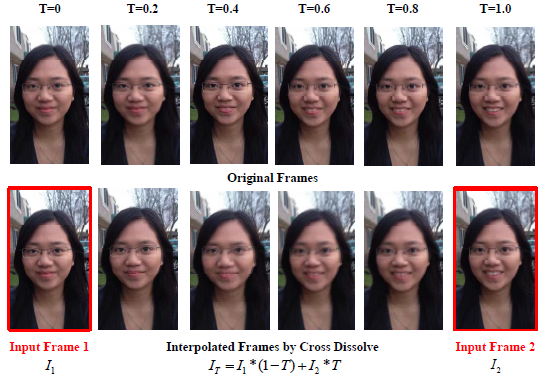 T=0 T=0.2 T=0.4 T=0.6 T=0.8 T=1.0
Original Frames
Input Frame 1 Interpolated Frames by Cross Dissolve Input Frame 2
I₁ I_T = I₁ *(1−T)+ I₂ *T I₂